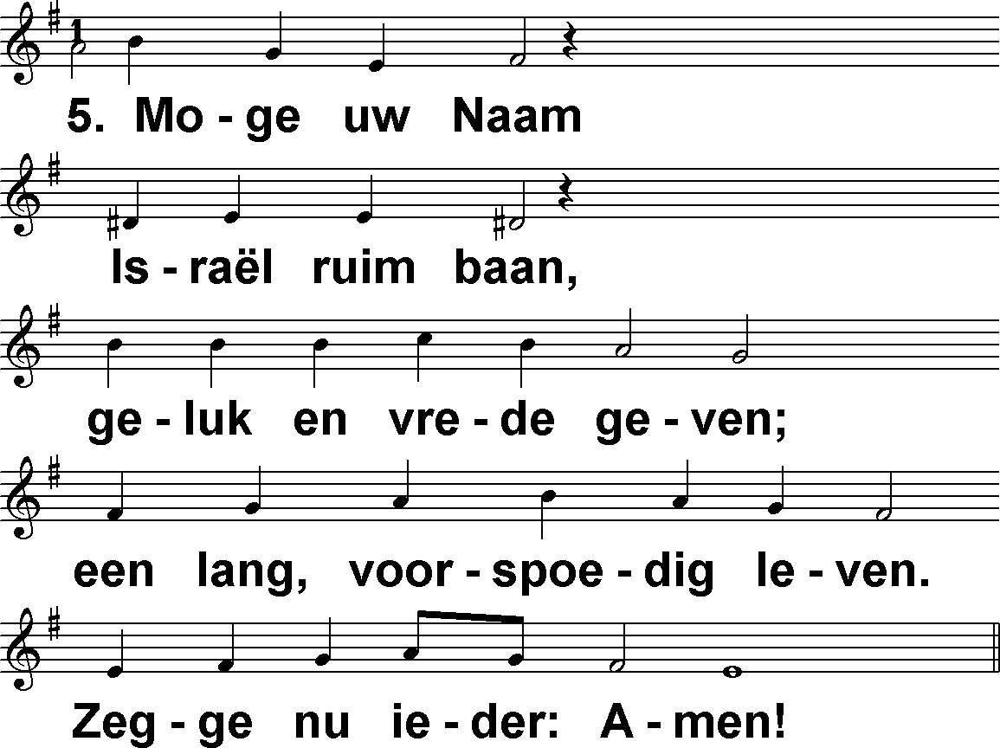 1
5. Mo - ge uw Naam
Is - raël ruim baan,
ge - luk en vre - de ge - ven;
een lang, voor - spoe - dig le - ven.
Zeg - ge nu ie - der: A - men!